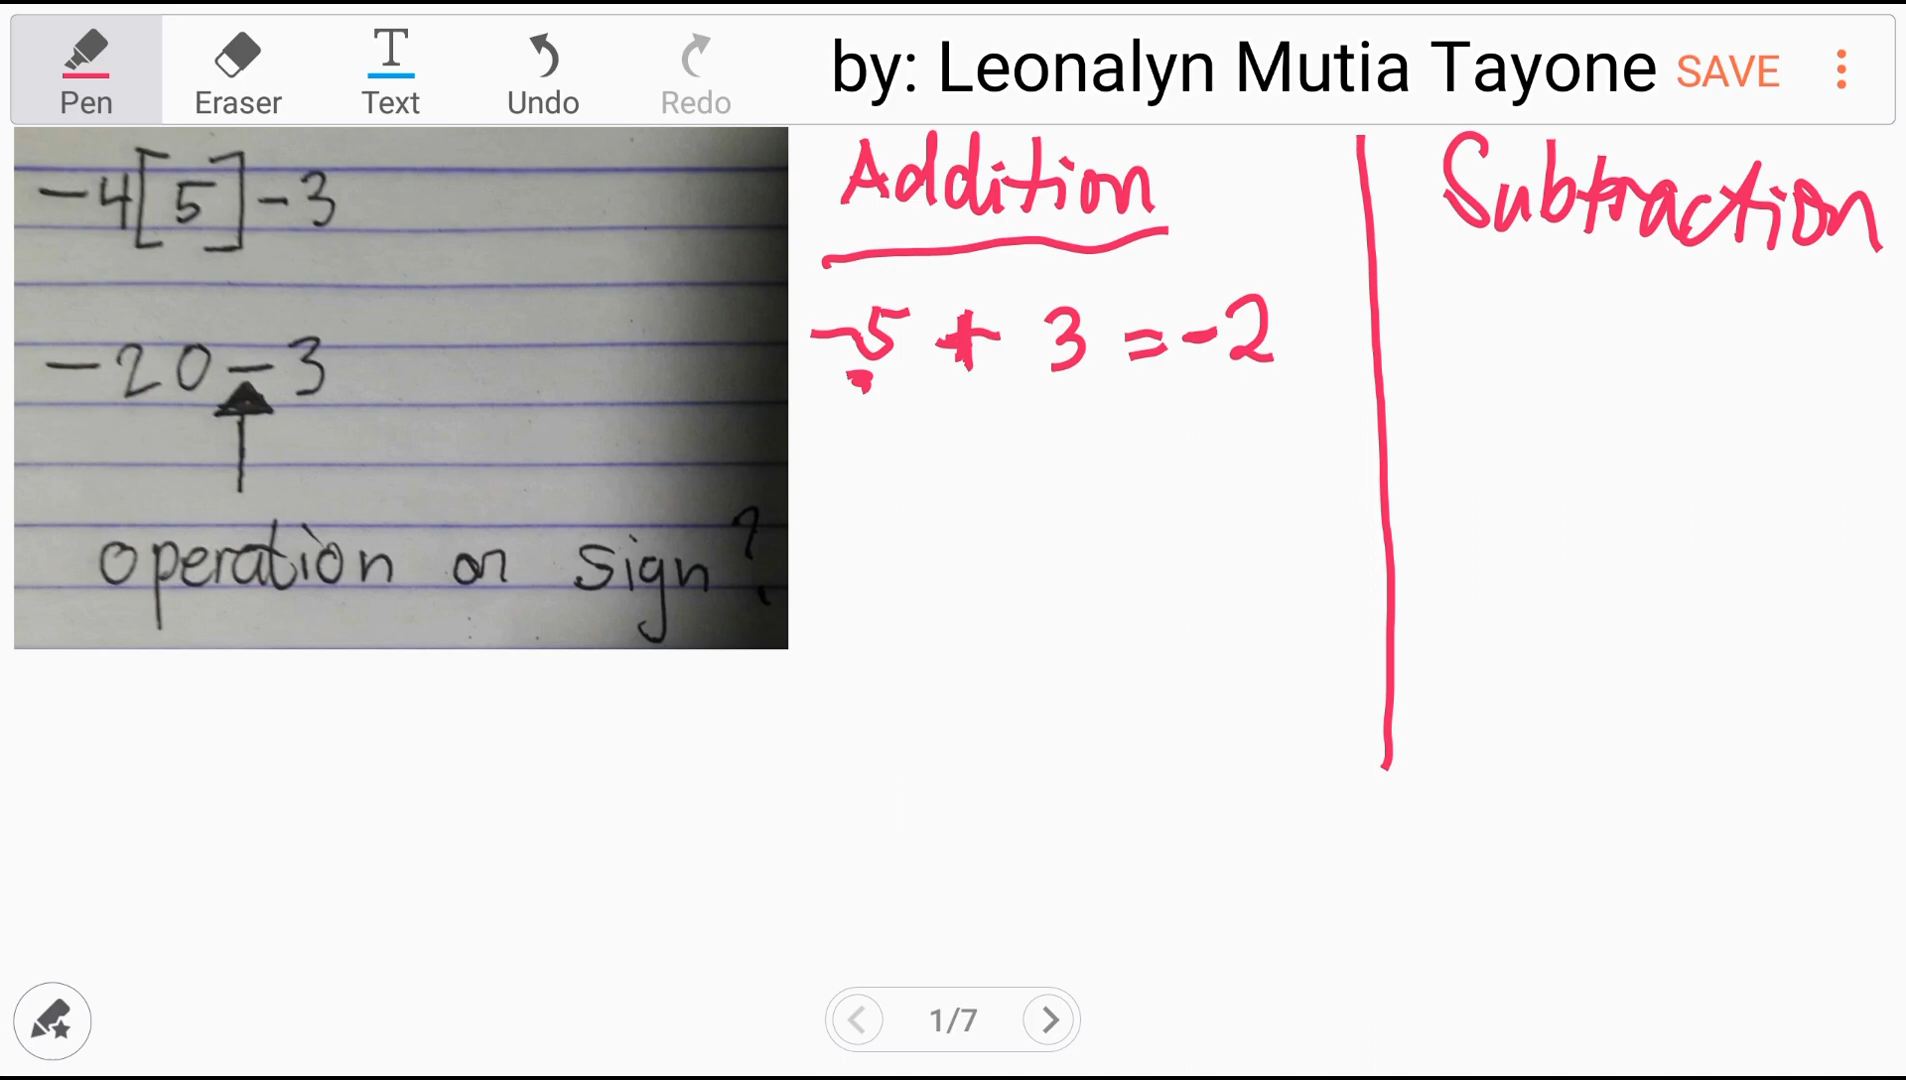 Pen
Eraser
Text
Undo
Redo
by: Leonalyn Mutia Tayone
SAVE
-4[5]-3
-20-3
operation or sign?
Addition
-5 + 3 = -2
Subtraction
1/7